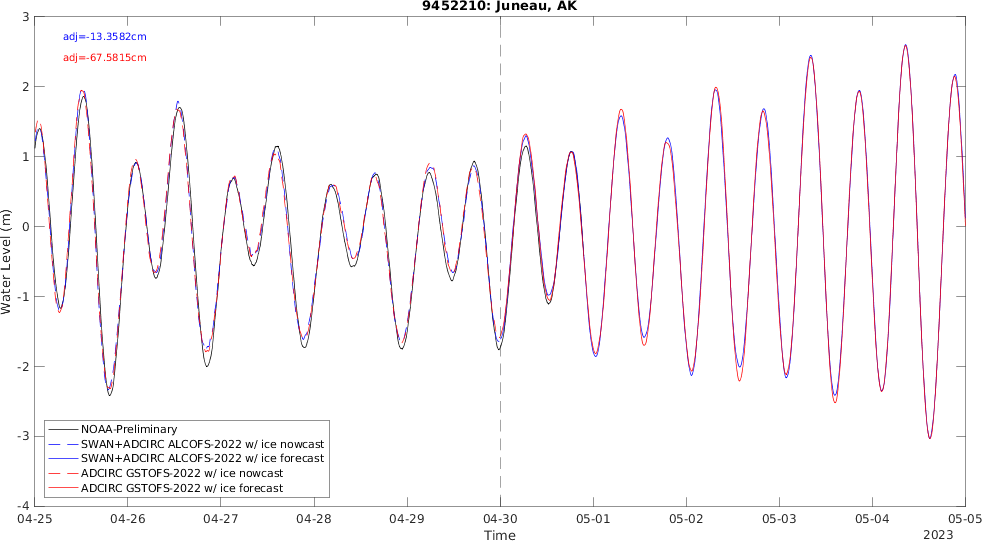 9452210: Juneau, AK
adj=-13.3582cm
adj=-67.5815cm
Water Level (m)
3
2
1
0
-1
-2
-3
-4
NOAA-Preliminary
SWAN+ADCIRC ALCOFS-2022 w/ ice nowcast
SWAN+ADCIRC ALCOFS-2022 w/ ice forecast
ADCIRC GSTOFS-2022 w/ ice nowcast
ADCIRC GSTOFS-2022 w/ ice forecast
04-25 04-26 04-27 04-28 04-29 04-30 05-01 05-02 05-03 05-04 05-05
Time
2023